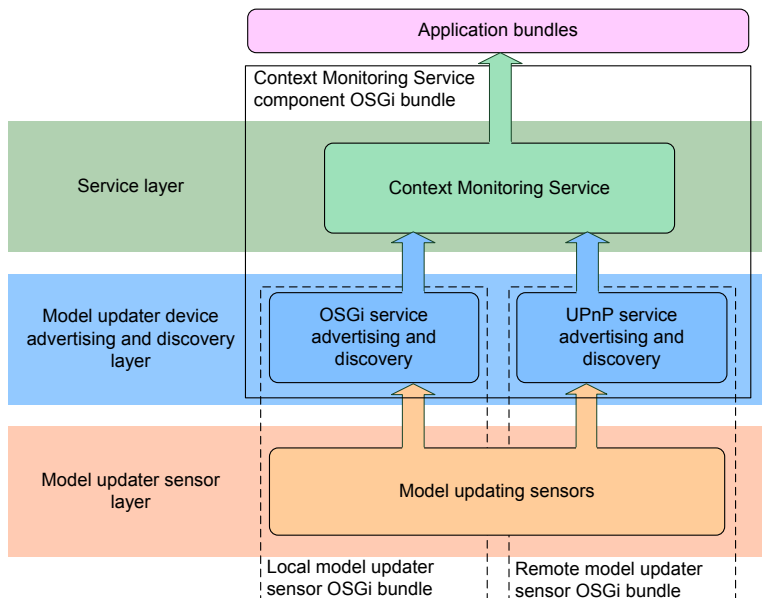 Application bundles
Context Monitoring Service
component OSGi bundle
Service layer
Context Monitoring Service
Model updater device
advertising and discovery
layer
OSGi service
advertising and
discovery
UPnP service
advertising and
discovery
Model updater sensor
layer
Model updating sensors
Local model updater
sensor OSGi bundle
Remote model updater
sensor OSGi bundle